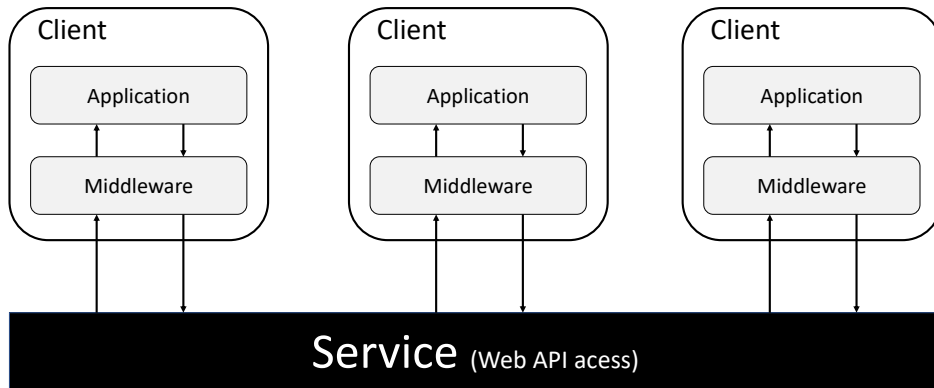 Client
Client
Client
Application
Application
Application
Middleware
Middleware
Middleware
Service (Web API acess)